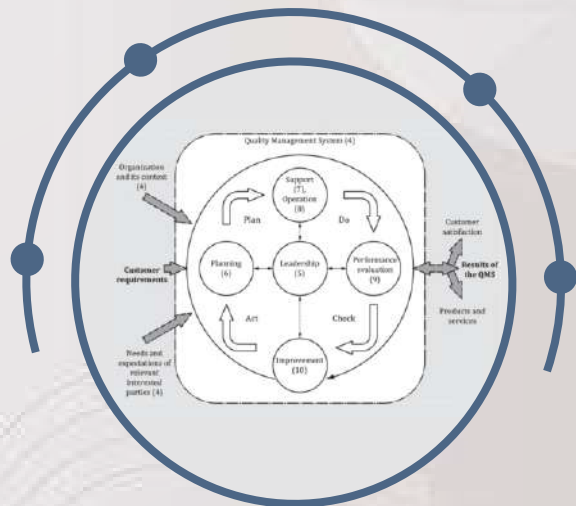 Quality Management System (4)
Organization
and its context
(4)
Support
(7),
Operation
(8)
Plan
Do
Customer
satisfaction
Customer
requirements
Planning
(6)
Leadership
(5)
Performance
evaluation
(9)
Results of
the QMS
Act
Check
Products and
services
Needs and
expectations of
relevant
interested
parties (4)
Improvement
(10)